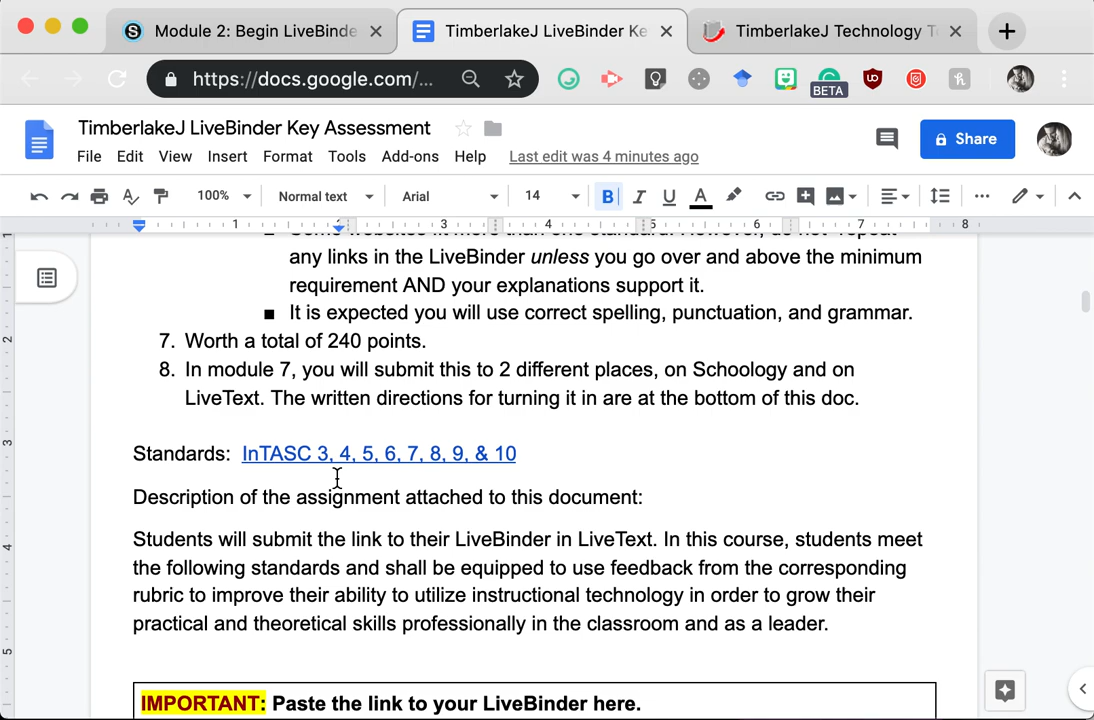 Module 2: Begin LiveBinde
TimberlakeJ LiveBinder Ke
TimberlakeJ Technology T
https://docs.google.com/...
BETA
TimberlakeJ LiveBinder Key Assessment
File Edit View Insert Format Tools Add-ons Help Last edit was 4 minutes ago
Share
100% Normal text Arial 14 B I U A
1 2 3 4 5 6 7 8
any links in the LiveBinder unless you go over and above the minimum
requirement AND your explanations support it.
■ It is expected you will use correct spelling, punctuation, and grammar.
7. Worth a total of 240 points.
8. In module 7, you will submit this to 2 different places, on Schoology and on
LiveText. The written directions for turning it in are at the bottom of this doc.
Standards: InTASC 3, 4, 5, 6, 7, 8, 9, & 10
Description of the assignment attached to this document:
Students will submit the link to their LiveBinder in LiveText. In this course, students meet
the following standards and shall be equipped to use feedback from the corresponding
rubric to improve their ability to utilize instructional technology in order to grow their
practical and theoretical skills professionally in the classroom and as a leader.
IMPORTANT: Paste the link to your LiveBinder here.